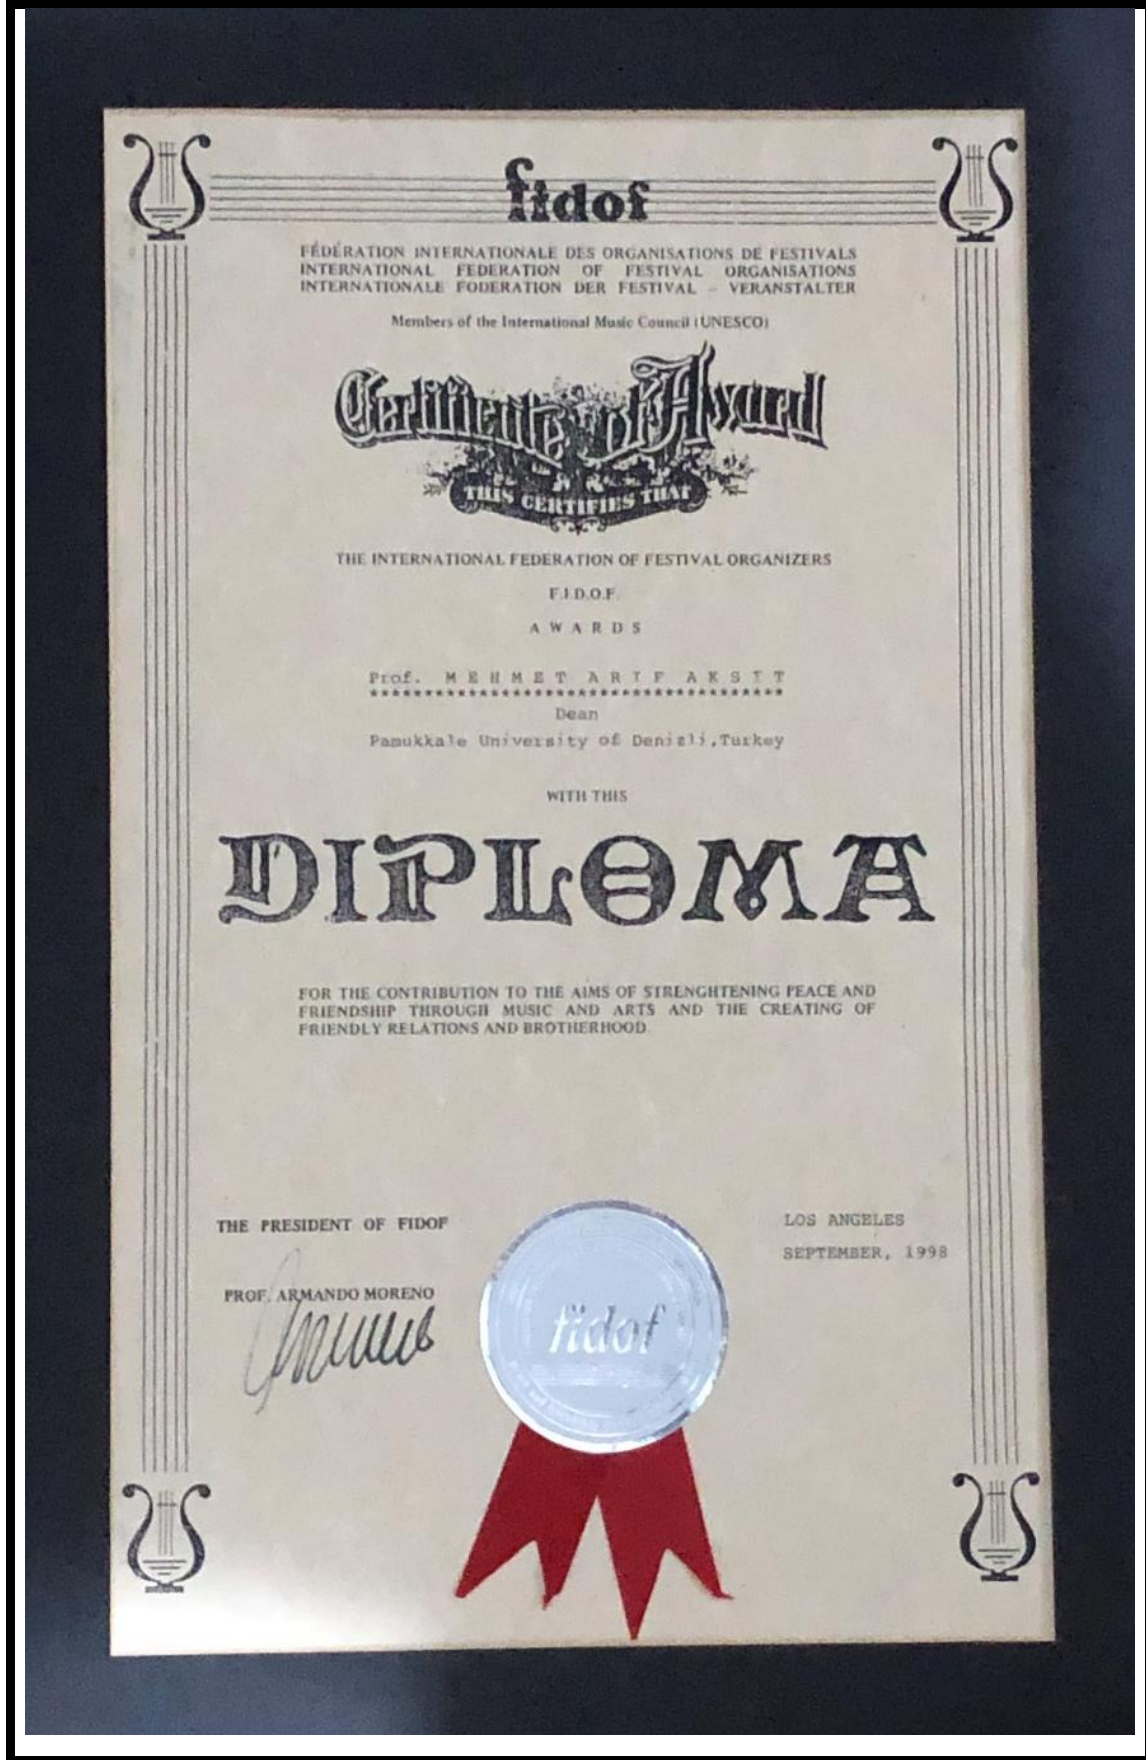 fidof
FÉDÉRATION INTERNATIONALE DES ORGANISATIONS DE FESTIVALS
INTERNATIONAL FEDERATION OF FESTIVAL ORGANISATIONS
INTERNATIONALE FODERATION DER FESTIVAL - VERANSTALTER
Members of the International Music Council (UNESCO)
Certificate of Award
THIS CERTIFIES THAT
THE INTERNATIONAL FEDERATION OF FESTIVAL ORGANIZERS
F.I.D.O.F.
AWARDS
Prof. MEHMET ARIF AKSIT
****************************************
Dean
Pamukkale University of Denizli,Turkey
WITH THIS
DIPLOMA
FOR THE CONTRIBUTION TO THE AIMS OF STRENGHTENING PEACE AND
FRIENDSHIP THROUGH MUSIC AND ARTS AND THE CREATING OF
FRIENDLY RELATIONS AND BROTHERHOOD
THE PRESIDENT OF FIDOF
PROF. ARMANDO MORENO
LOS ANGELES
SEPTEMBER, 1998
fidof